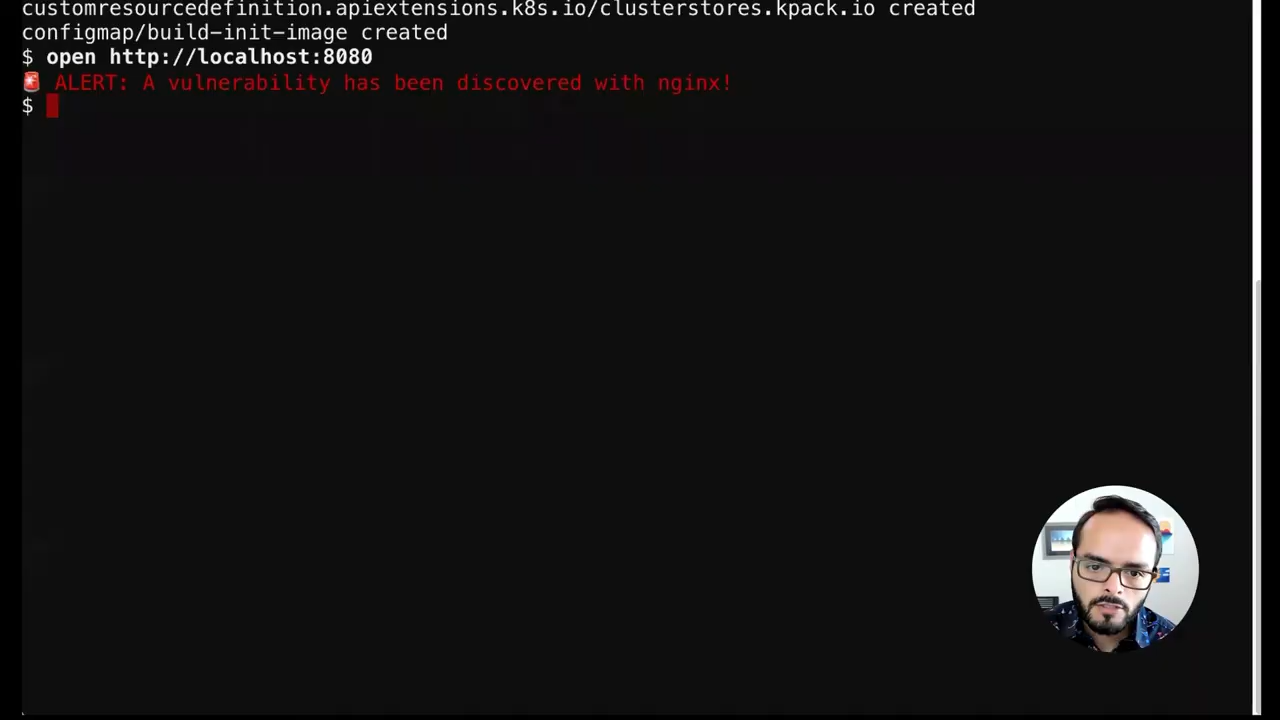 customresourcedefinition.apiextensions.k8s.io/clusterstores.kpack.io created
configmap/build-init-image created
$ open http://localhost:8080
🚨 ALERT: A vulnerability has been discovered with nginx!
$